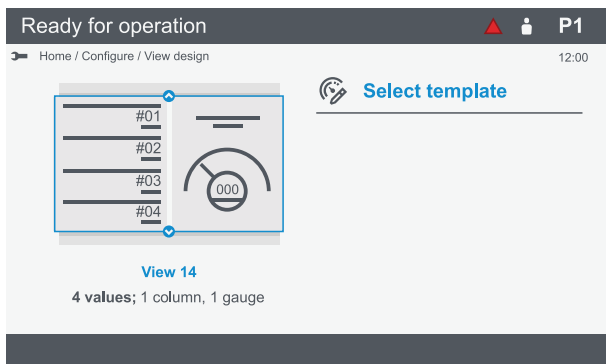 Ready for operation
P1
Home / Configure / View design
12:00
#01
#02
#03
#04
000
Select template
View 14
4 values; 1 column, 1 gauge